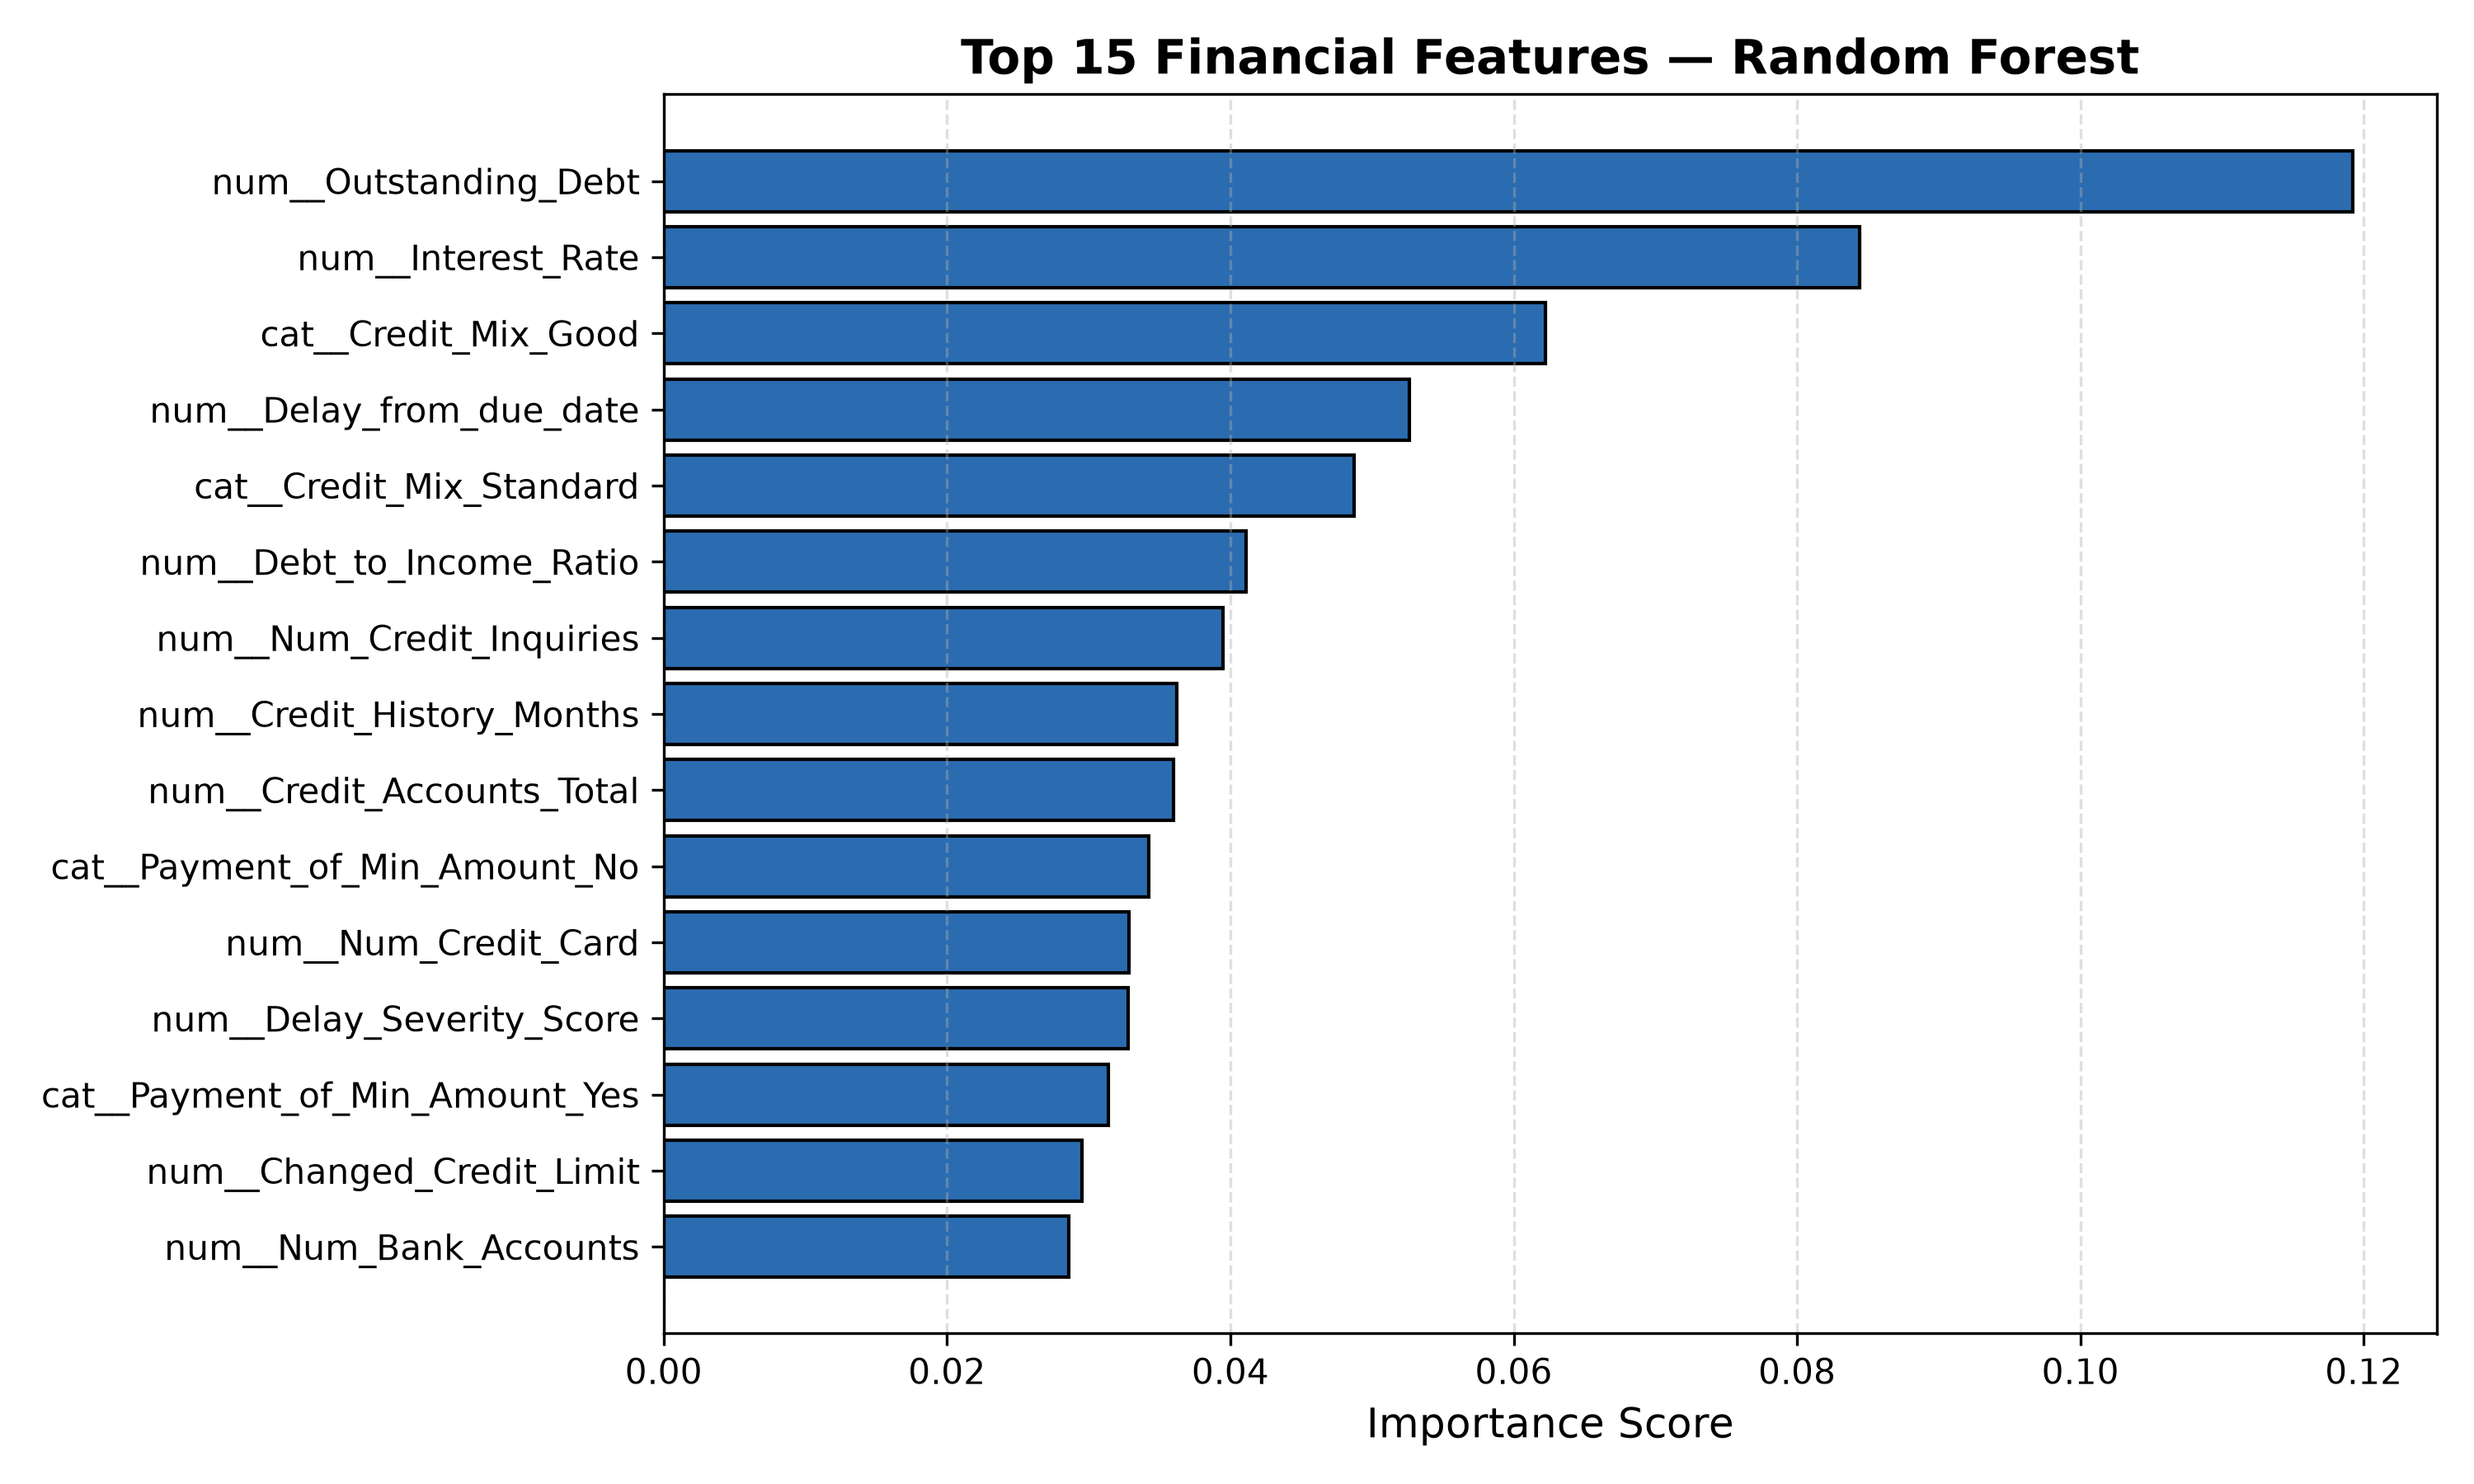 Top 15 Financial Features — Random Forest
num__Outstanding_Debt
num__Interest_Rate
cat__Credit_Mix_Good
num__Delay_from_due_date
cat__Credit_Mix_Standard
num__Debt_to_Income_Ratio
num__Num_Credit_Inquiries
num__Credit_History_Months
num__Credit_Accounts_Total
cat__Payment_of_Min_Amount_No
num__Num_Credit_Card
num__Delay_Severity_Score
cat__Payment_of_Min_Amount_Yes
num__Changed_Credit_Limit
num__Num_Bank_Accounts
0.00 0.02 0.04 0.06 0.08 0.10 0.12
Importance Score